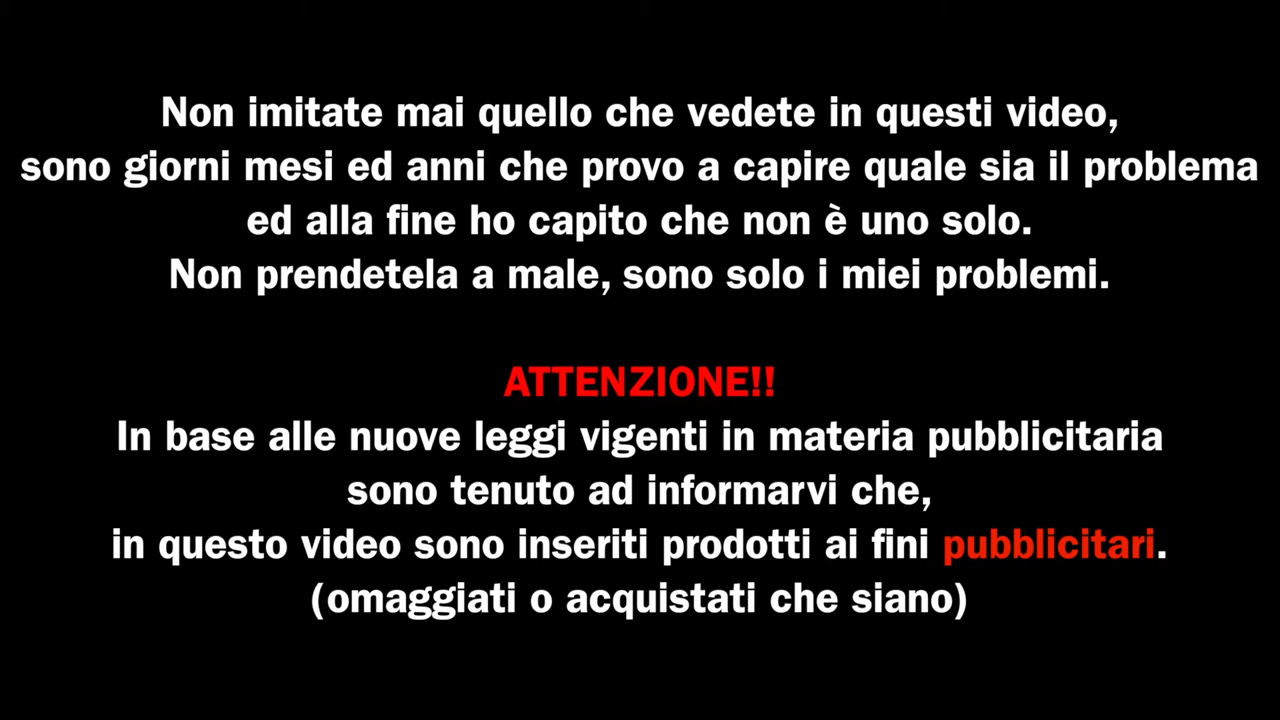 Non imitate mai quello che vedete in questi video,
sono giorni mesi ed anni che provo a capire quale sia il problema
ed alla fine ho capito che non è uno solo.
Non prendetela a male, sono solo i miei problemi.
ATTENZIONE!!
In base alle nuove leggi vigenti in materia pubblicitaria
sono tenuto ad informarvi che,
in questo video sono inseriti prodotti ai fini pubblicitari.
(omaggiati o acquistati che siano)